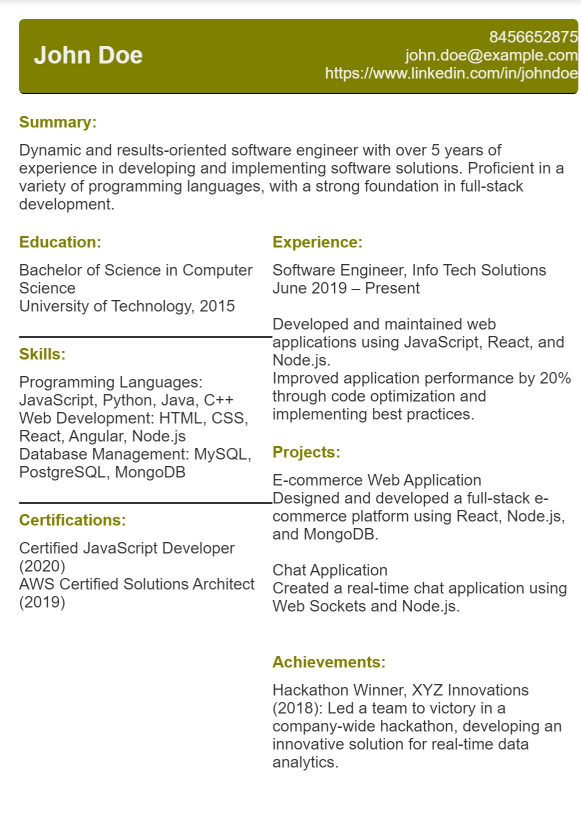 John Doe
8456652875
john.doe@example.com
https://www.linkedin.com/in/johndoe
Summary:
Dynamic and results-oriented software engineer with over 5 years of
experience in developing and implementing software solutions. Proficient in a
variety of programming languages, with a strong foundation in full-stack
development.
Education:
Bachelor of Science in Computer
Science
University of Technology, 2015
Skills:
Programming Languages:
JavaScript, Python, Java, C++
Web Development: HTML, CSS,
React, Angular, Node.js
Database Management: MySQL,
PostgreSQL, MongoDB
Certifications:
Certified JavaScript Developer
(2020)
AWS Certified Solutions Architect
(2019)
Experience:
Software Engineer, Info Tech Solutions
June 2019 – Present
Developed and maintained web
applications using JavaScript, React, and
Node.js.
Improved application performance by 20%
through code optimization and
implementing best practices.
Projects:
E-commerce Web Application
Designed and developed a full-stack e-
commerce platform using React, Node.js,
and MongoDB.
Chat Application
Created a real-time chat application using
Web Sockets and Node.js.
Achievements:
Hackathon Winner, XYZ Innovations
(2018): Led a team to victory in a
company-wide hackathon, developing an
innovative solution for real-time data
analytics.